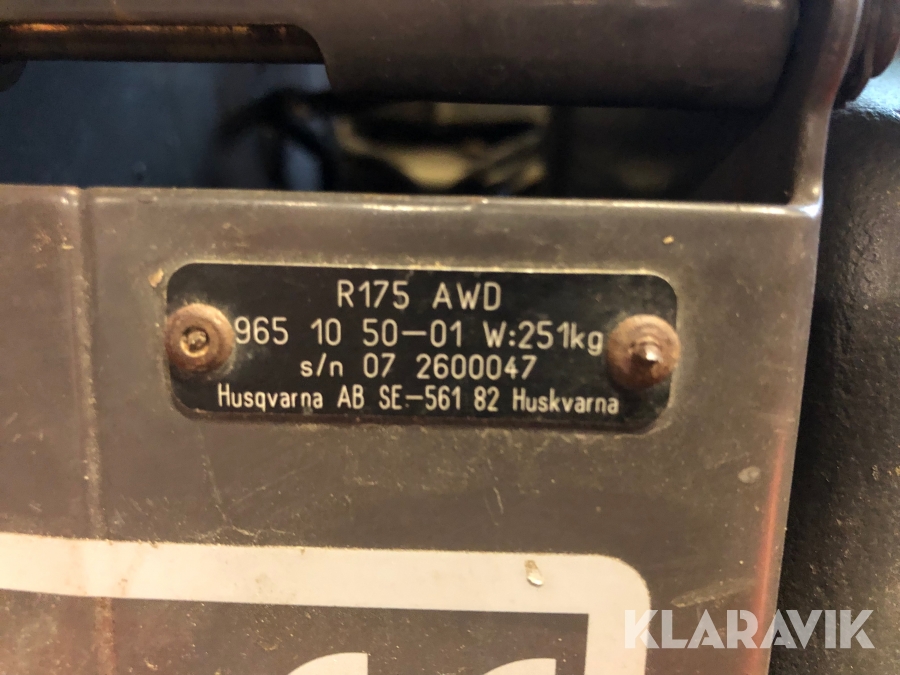 R175 AWD
965 10 50-01 W:251kg
s/n 07 2600047
Husqvarna AB SE-561 82 Huskvarna
KLARAVIK